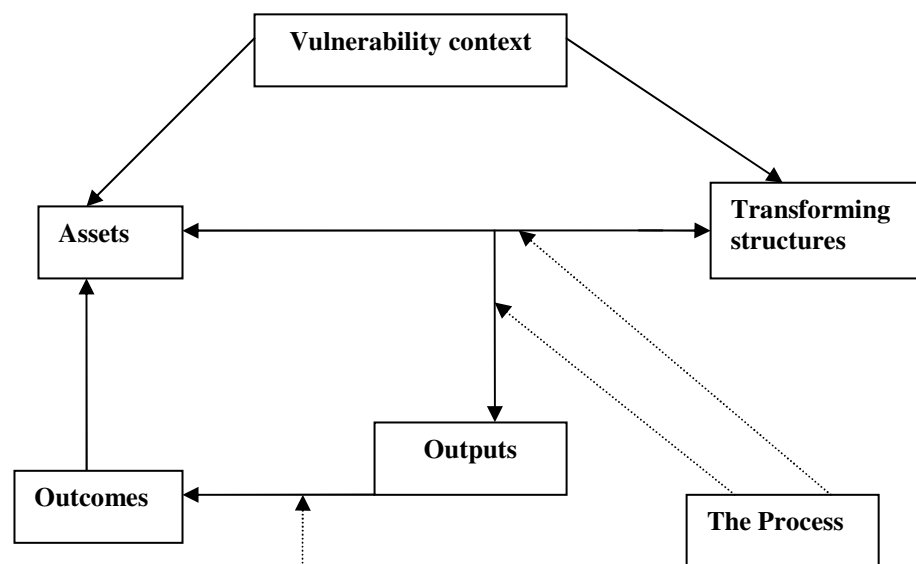 Vulnerability context
Assets
Transforming
structures
Outputs
Outcomes
The Process